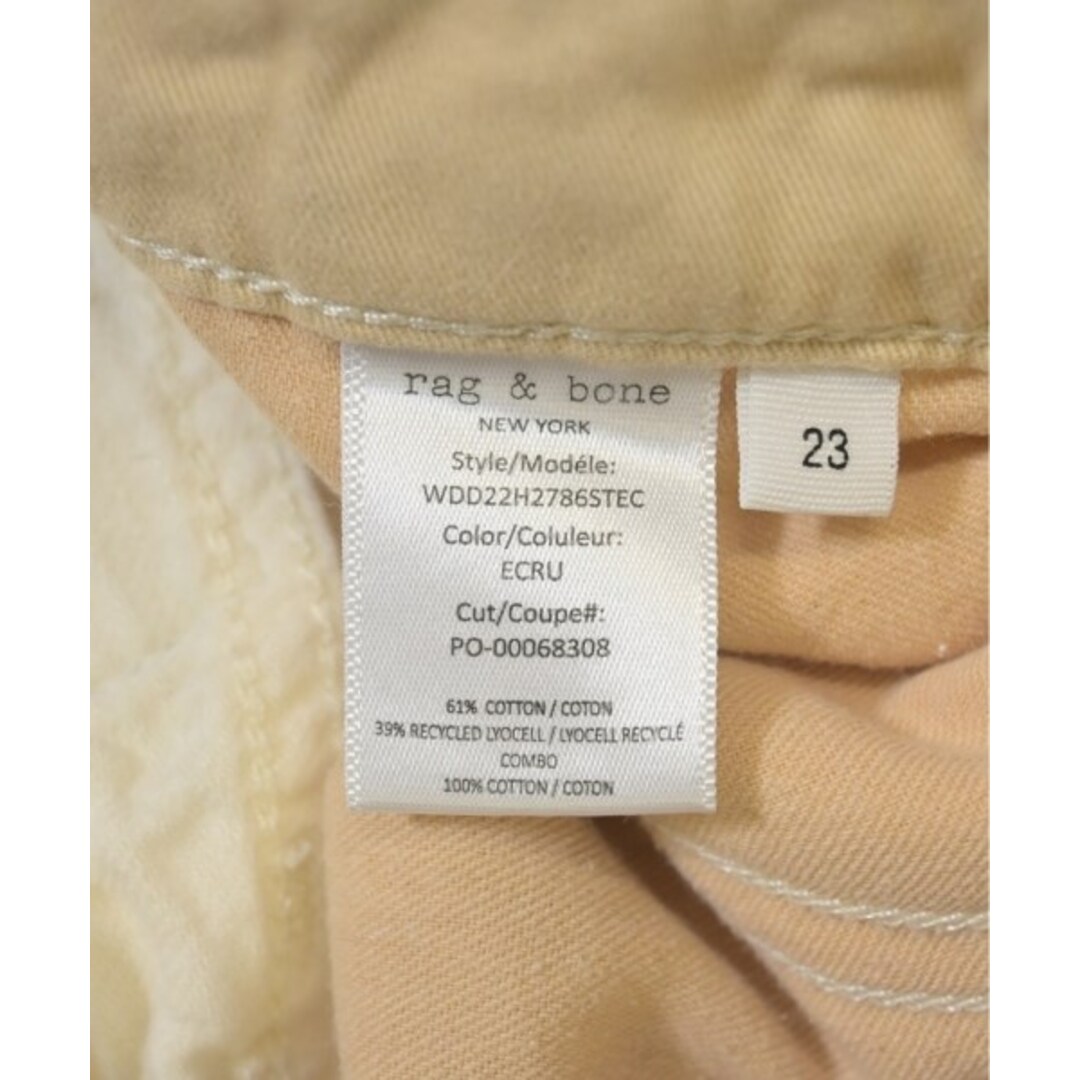 rag & bone
NEW YORK
Style/Modéle:
WDD22H2786STEC
Color/Coluleur:
ECRU
Cut/Coupe#:
PO-00068308
61% COTTON / COTON
39% RECYCLED LYOCELL / LYOCELL RECYCLÉ
COMBO
100% COTTON / COTON
23